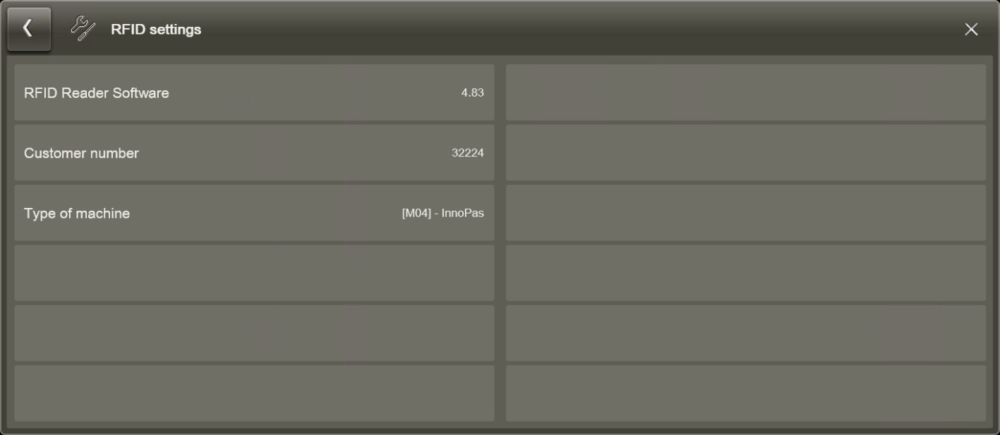 RFID settings
RFID Reader Software 4.83
Customer number 32224
Type of machine [M04] - InnoPas